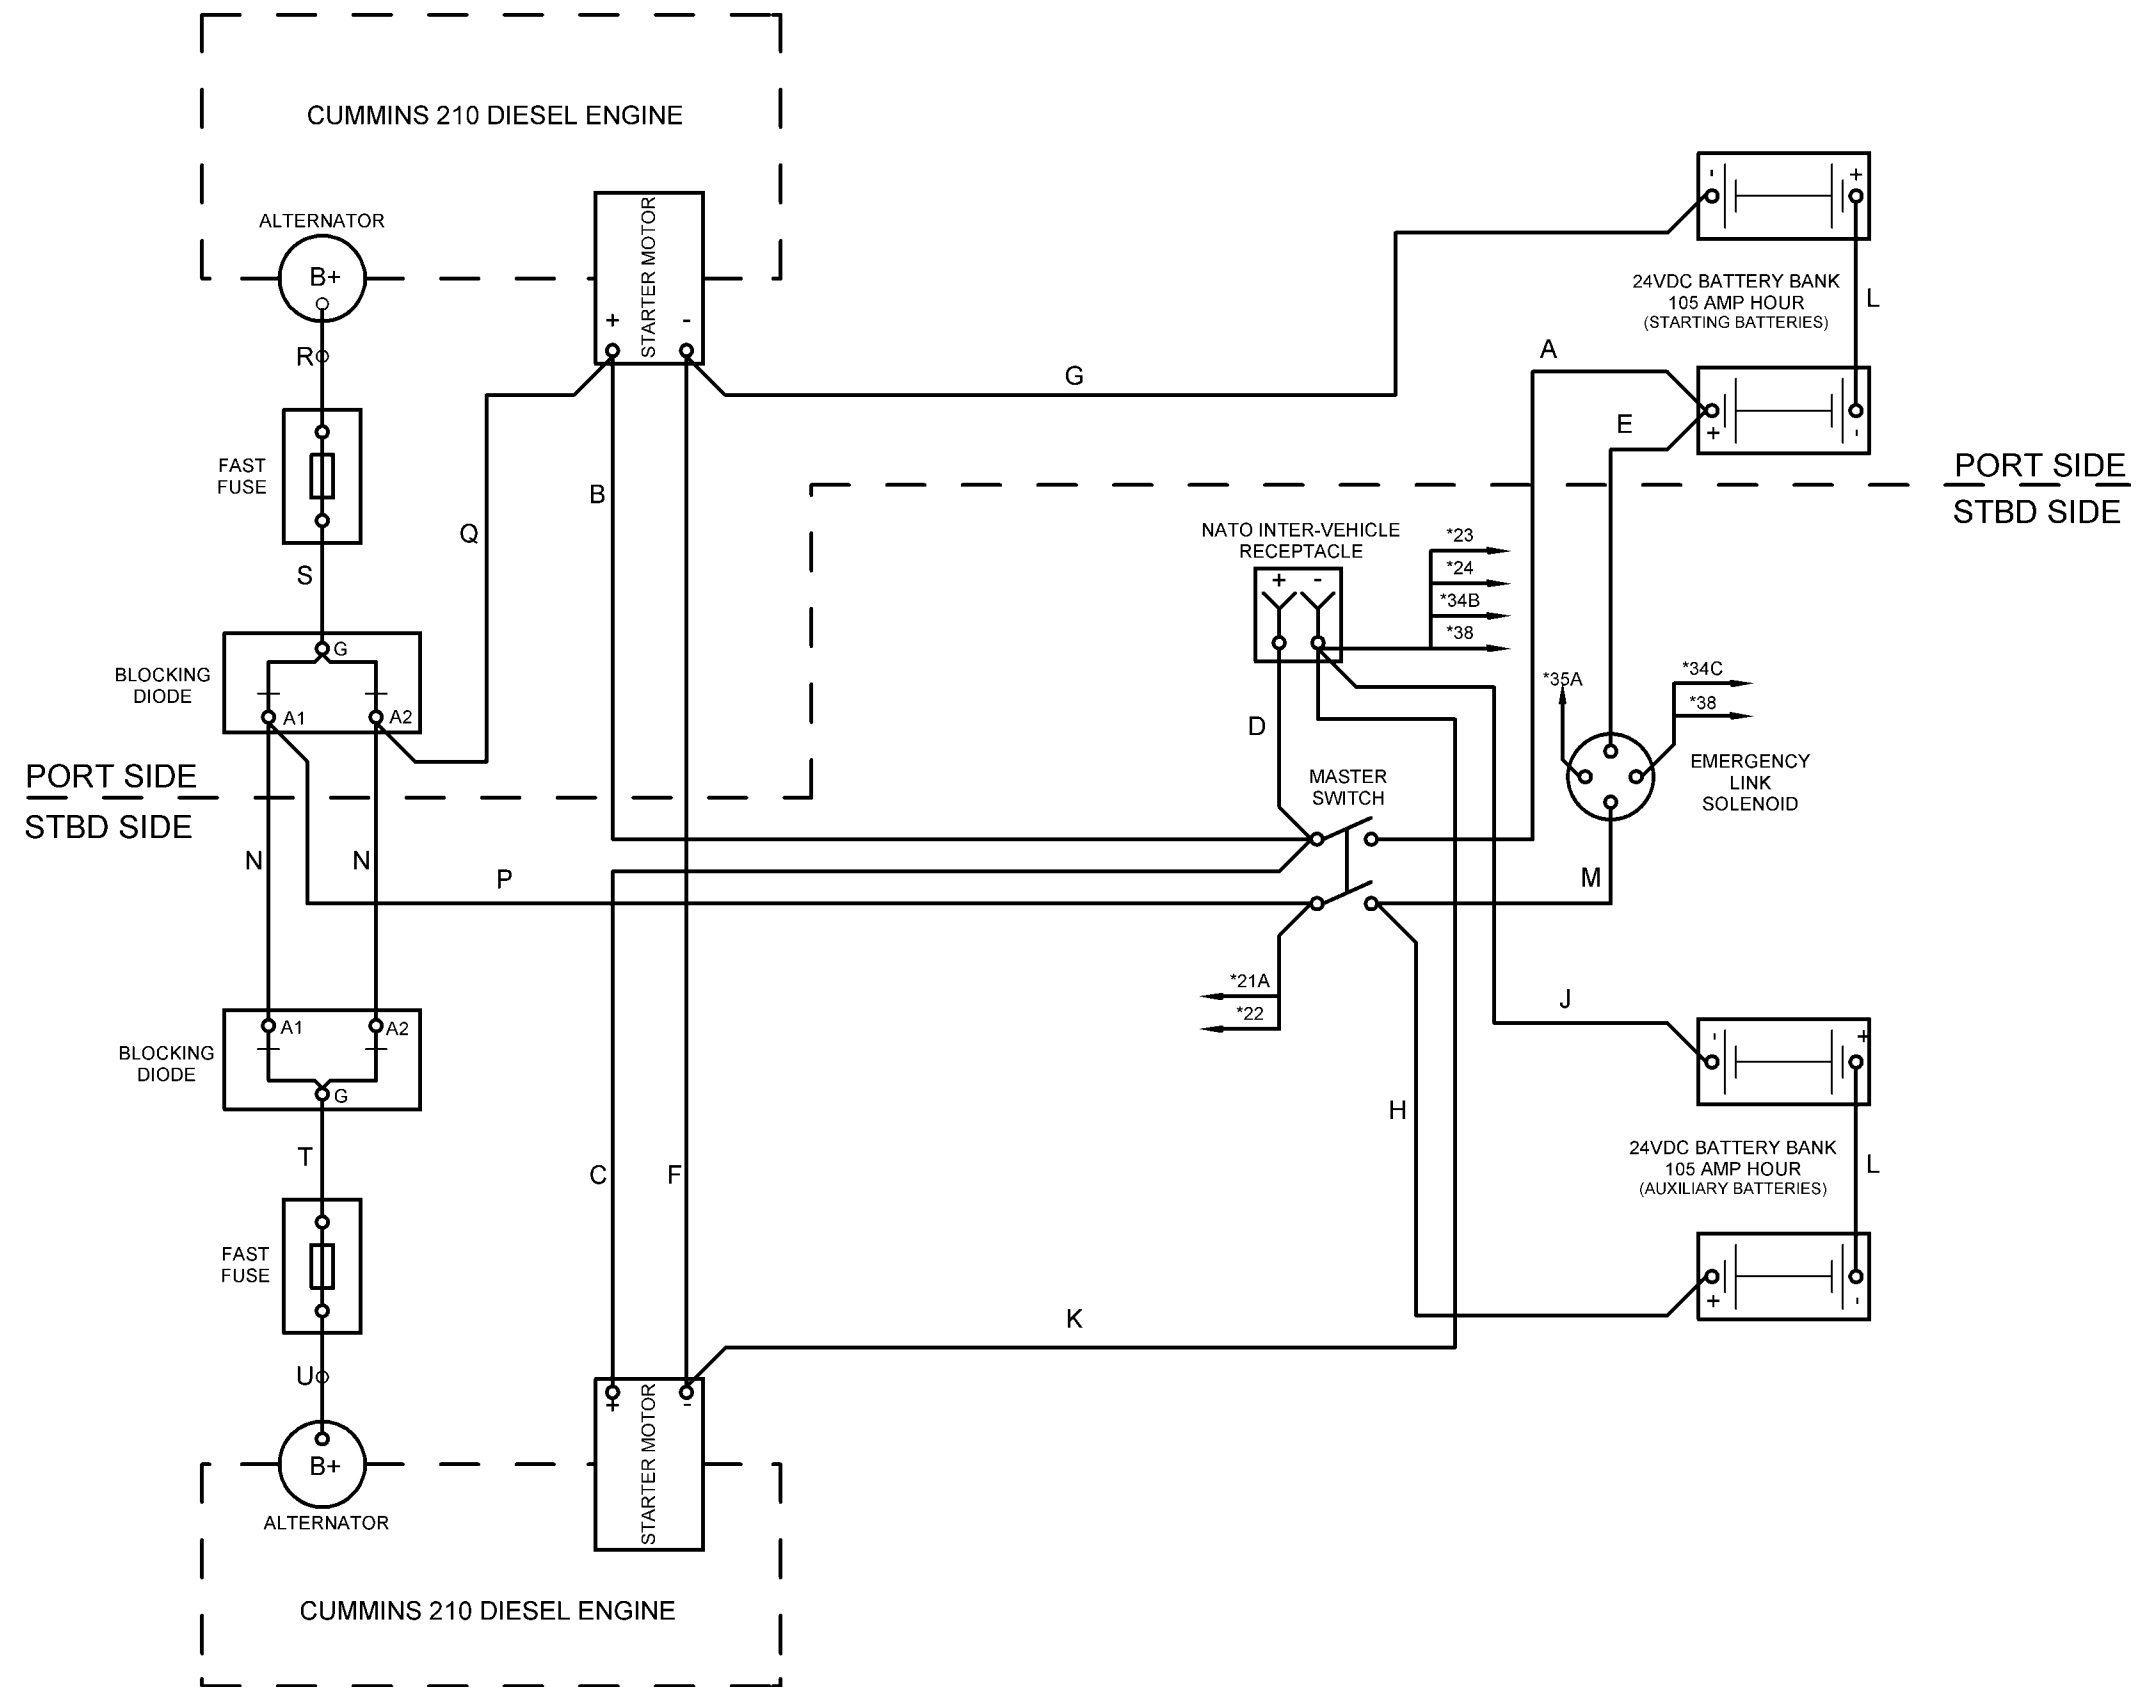 CUMMINS 210 DIESEL ENGINE
ALTERNATOR
B+
STARTER MOTOR
+ -
R
FAST
FUSE
S
G
BLOCKING
DIODE
A1
A2
Q
B
G
- +
24VDC BATTERY BANK
105 AMP HOUR
(STARTING BATTERIES)
L
A
E
+ -
PORT SIDE
STBD SIDE
NATO INTER-VEHICLE
RECEPTACLE
+ -
*23
*24
*34B
*38
D
*35A
*34C
*38
EMERGENCY
LINK
SOLENOID
MASTER
SWITCH
M
PORT SIDE
STBD SIDE
N
N
P
*21A
*22
J
H
A1
A2
BLOCKING
DIODE
G
T
FAST
FUSE
U
B+
ALTERNATOR
C
F
K
- +
24VDC BATTERY BANK
105 AMP HOUR
(AUXILIARY BATTERIES)
L
+ -
+ -
STARTER MOTOR
CUMMINS 210 DIESEL ENGINE